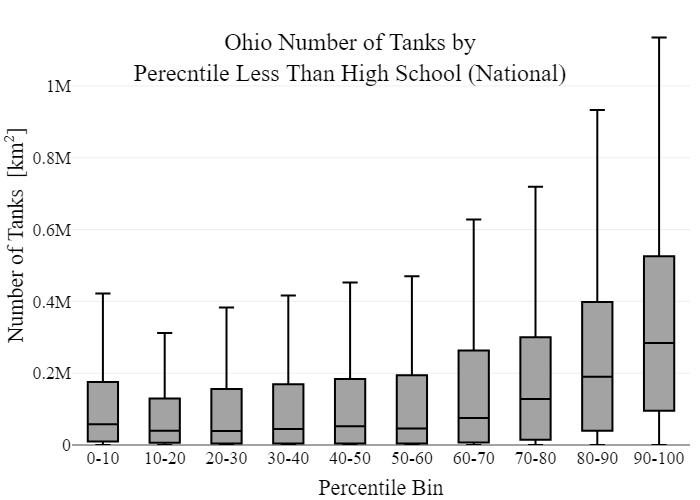 Ohio Number of Tanks by
Perecntile Less Than High School (National)
Number of Tanks [km²]
1M
0.8M
0.6M
0.4M
0.2M
0
0-10 10-20 20-30 30-40 40-50 50-60 60-70 70-80 80-90 90-100
Percentile Bin